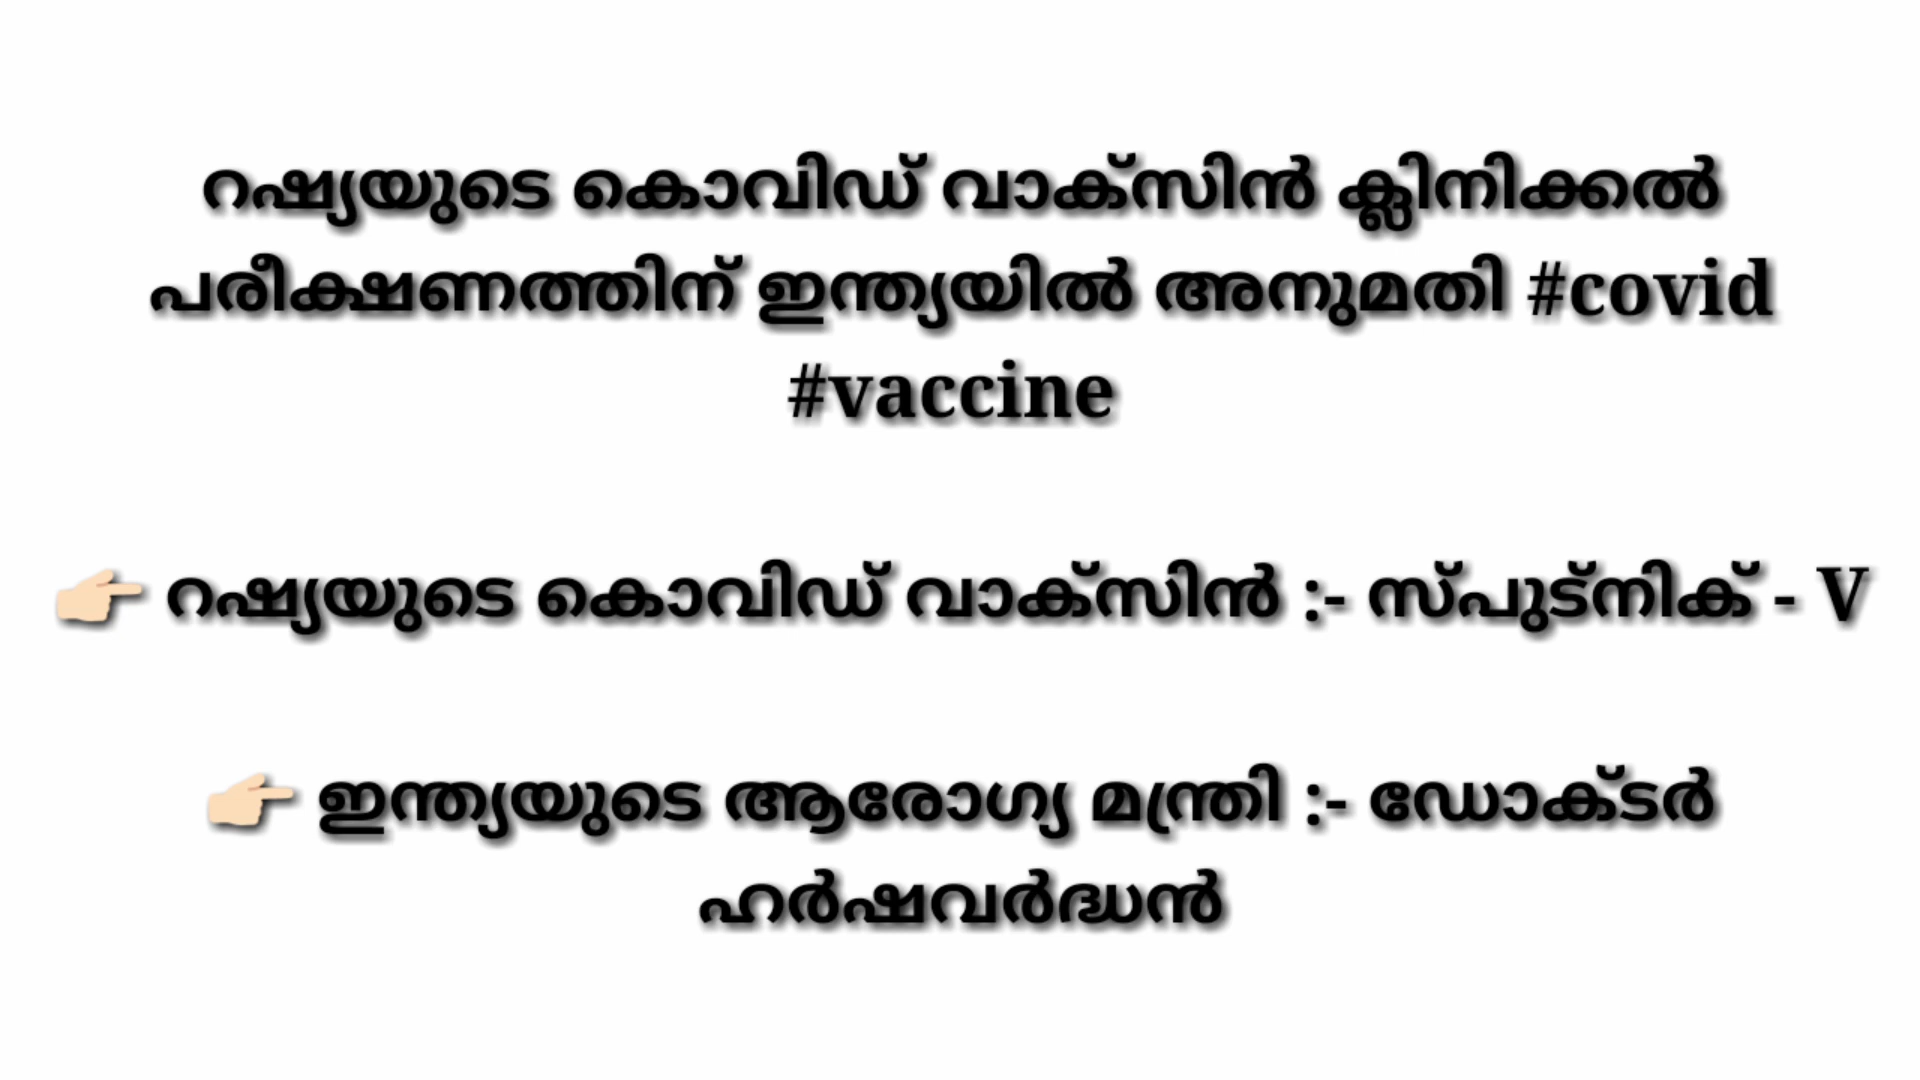 റഷ്യയുടെ കൊവിഡ് വാക്സിൻ ക്ലിനിക്കൽ
പരീക്ഷണത്തിന് ഇന്ത്യയിൽ അനുമതി #covid
#vaccine
👉🏻 റഷ്യയുടെ കൊവിഡ് വാക്സിൻ :- സ്പുട്നിക് - V
👉🏻 ഇന്ത്യയുടെ ആരോഗ്യ മന്ത്രി :- ഡോക്ടർ
ഹർഷവർദ്ധൻ